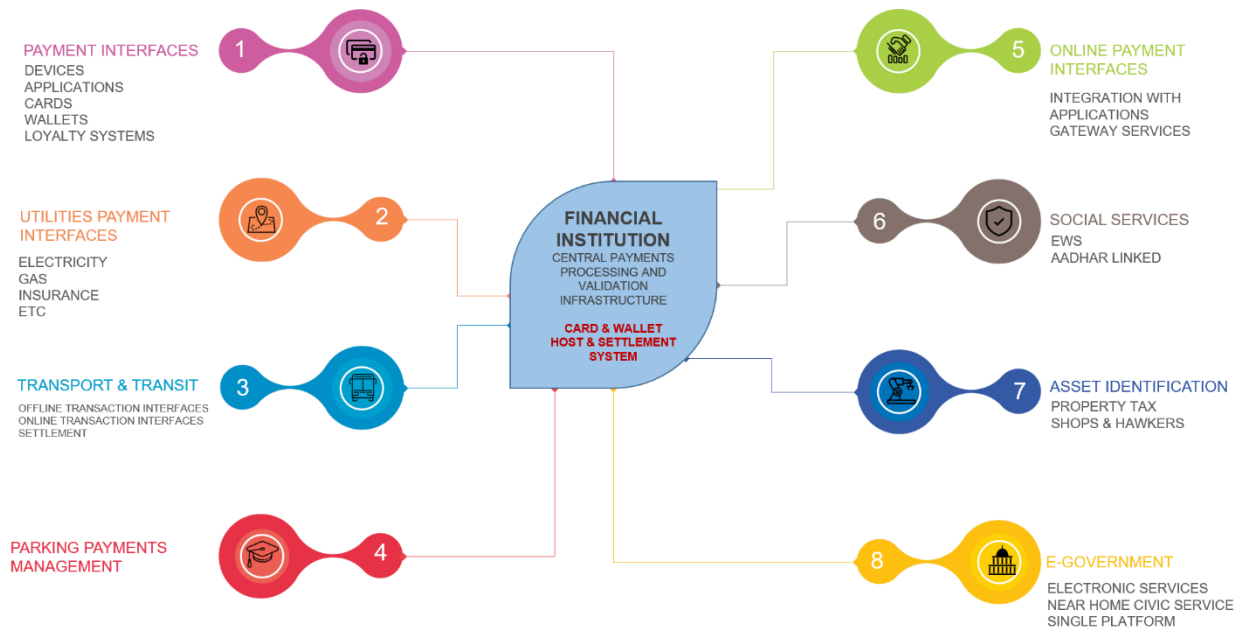 1
PAYMENT INTERFACES
DEVICES
APPLICATIONS
CARDS
WALLETS
LOYALTY SYSTEMS
2
UTILITIES PAYMENT
INTERFACES
ELECTRICITY
GAS
INSURANCE
ETC
3
TRANSPORT & TRANSIT
OFFLINE TRANSACTION INTERFACES
ONLINE TRANSACTION INTERFACES
SETTLEMENT
4
PARKING PAYMENTS
MANAGEMENT
FINANCIAL
INSTITUTION
CENTRAL PAYMENTS
PROCESSING AND
VALIDATION
INFRASTRUCTURE
CARD & WALLET
HOST & SETTLEMENT
SYSTEM
5
ONLINE PAYMENT
INTERFACES
INTEGRATION WITH
APPLICATIONS
GATEWAY SERVICES
6
SOCIAL SERVICES
EWS
AADHAR LINKED
7
ASSET IDENTIFICATION
PROPERTY TAX
SHOPS & HAWKERS
8
E-GOVERNMENT
ELECTRONIC SERVICES
NEAR HOME CIVIC SERVICE
SINGLE PLATFORM